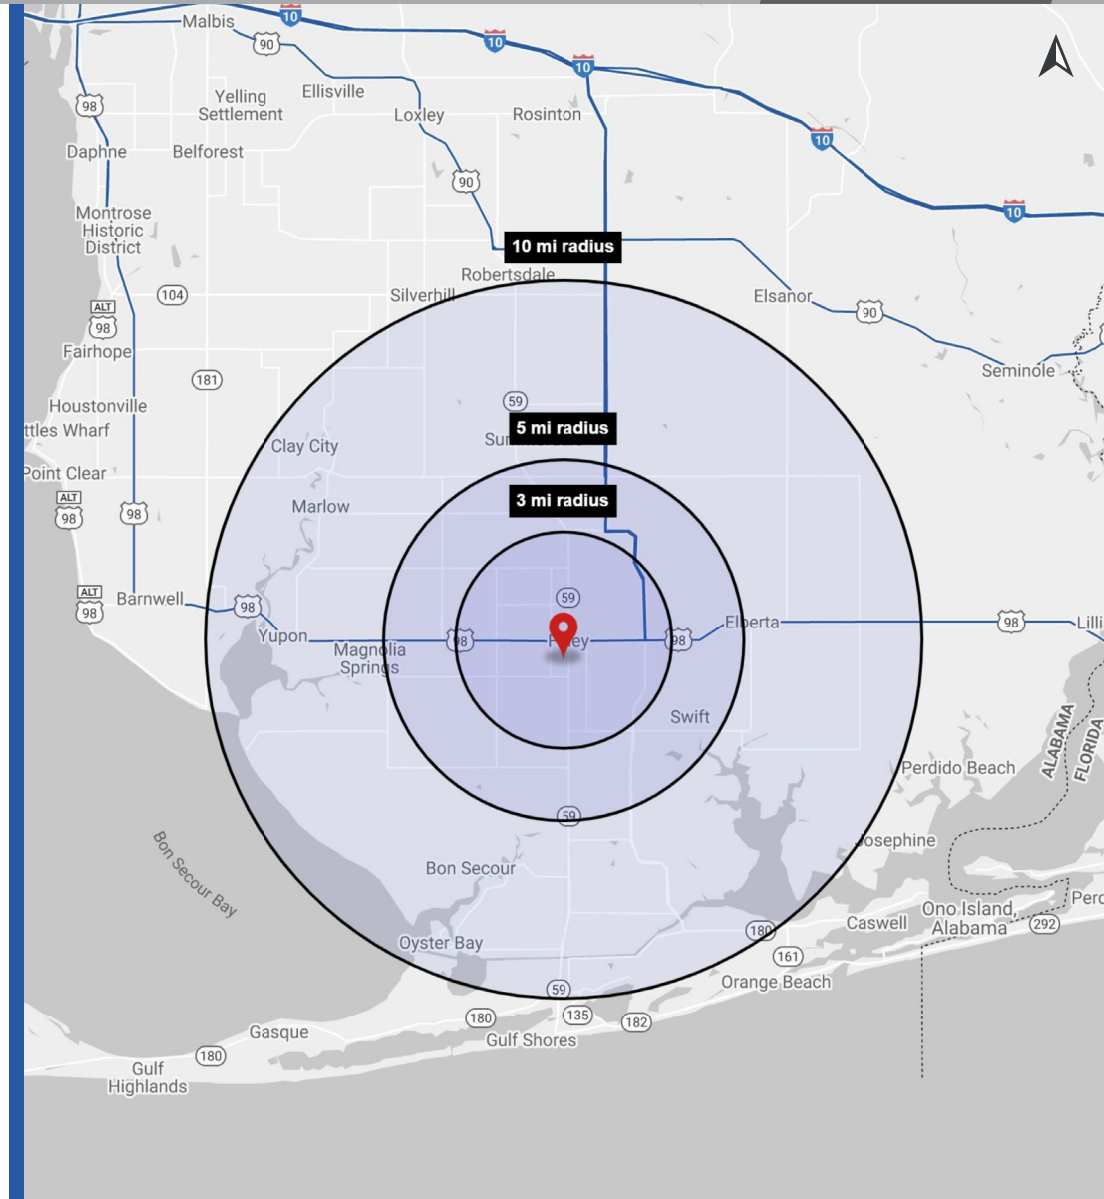 10
Malbis
90
10
10
98
Yelling
Settlement
Ellisville
Loxley
Rosinton
10
Daphne
Belforest
90
Montrose
Historic
District
10
10 mi radius
Robertsdale
104
Silverhill
Elsanor
ALT
98
90
Fairhope
Seminole
181
59
Houstonville
5 mi radius
ttles Wharf
Clay City
Point Clear
3 mi radius
ALT
98
98
Marlow
ALT
98
Barnwell
98
59
Yupon
98
98
Elberta
98
Lilli
Magnolia
Springs
Swift
ALABAMA
FLORIDA
Perdido Beach
59
Bon Secour Bay
Josephine
Bon Secour
Perd
Ono Island,
Alabama
Caswell
292
180
Oyster Bay
161
Orange Beach
59
180
135
182
Gasque
Gulf Shores
180
Gulf
Highlands